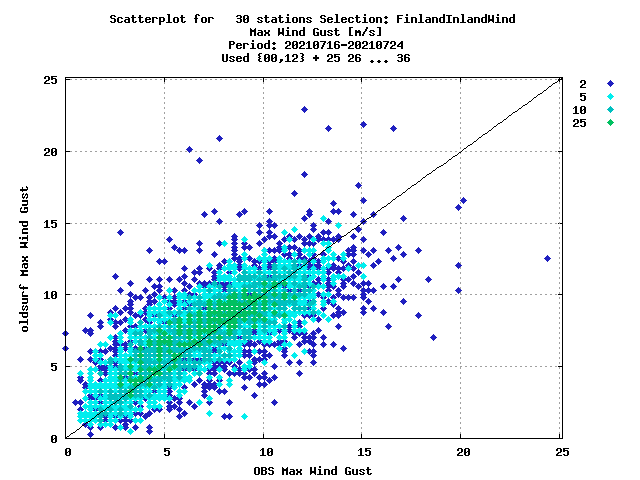 Scatterplot for   30 stations Selection: FinlandInlandWind
Max Wind Gust [m/s]
Period: 20210716-20210724
Used {00,12} + 25 26 ... 36
25
20
15
10
5
0
oldsurf Max Wind Gust
0 5 10 15 20 25
OBS Max Wind Gust
2
5
10
25